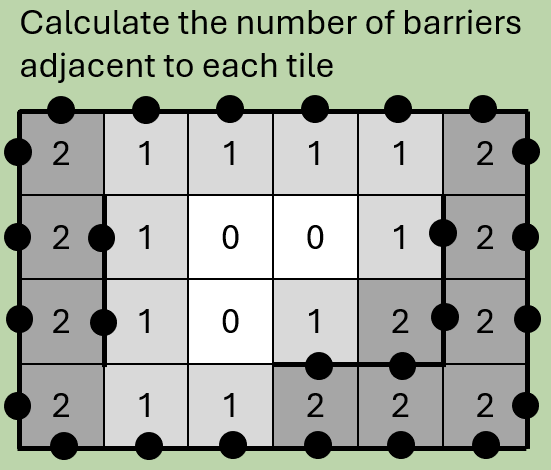 Calculate the number of barriers
adjacent to each tile
2 1 1 1 1 2
2 1 0 0 1 2
2 1 0 1 2 2
2 1 1 2 2 2